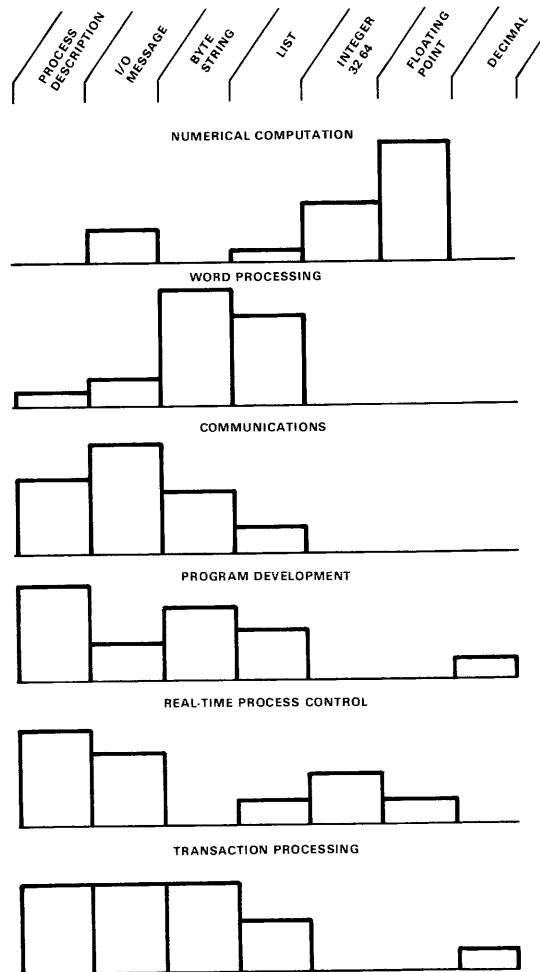 PROCESS
DESCRIPTION
I/O
MESSAGE
BYTE
STRING
LIST
INTEGER
32 64
FLOATING
POINT
DECIMAL
NUMERICAL COMPUTATION
WORD PROCESSING
COMMUNICATIONS
PROGRAM DEVELOPMENT
REAL-TIME PROCESS CONTROL
TRANSACTION PROCESSING